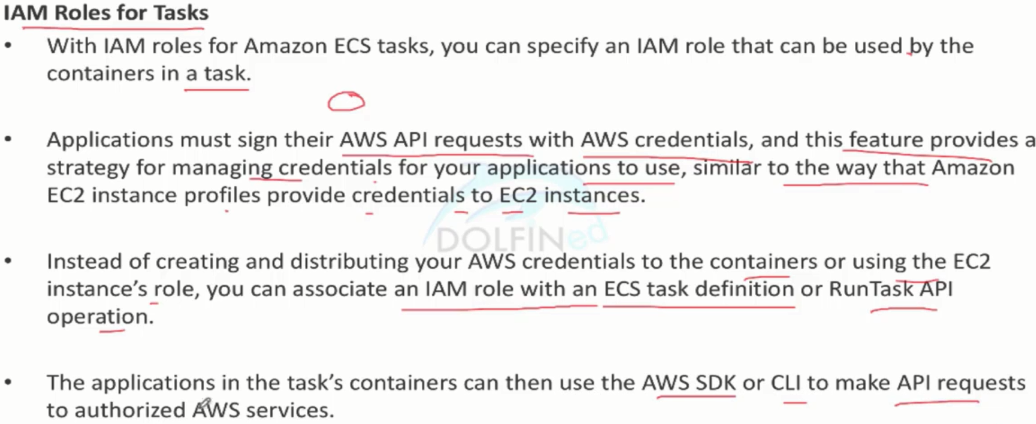 IAM Roles for Tasks
• With IAM roles for Amazon ECS tasks, you can specify an IAM role that can be used by the
containers in a task.
• Applications must sign their AWS API requests with AWS credentials, and this feature provides a
strategy for managing credentials for your applications to use, similar to the way that Amazon
EC2 instance profiles provide credentials to EC2 instances.
DOLFINed
• Instead of creating and distributing your AWS credentials to the containers or using the EC2
instance's role, you can associate an IAM role with an ECS task definition or RunTask API
operation.
• The applications in the task's containers can then use the AWS SDK or CLI to make API requests
to authorized AWS services.